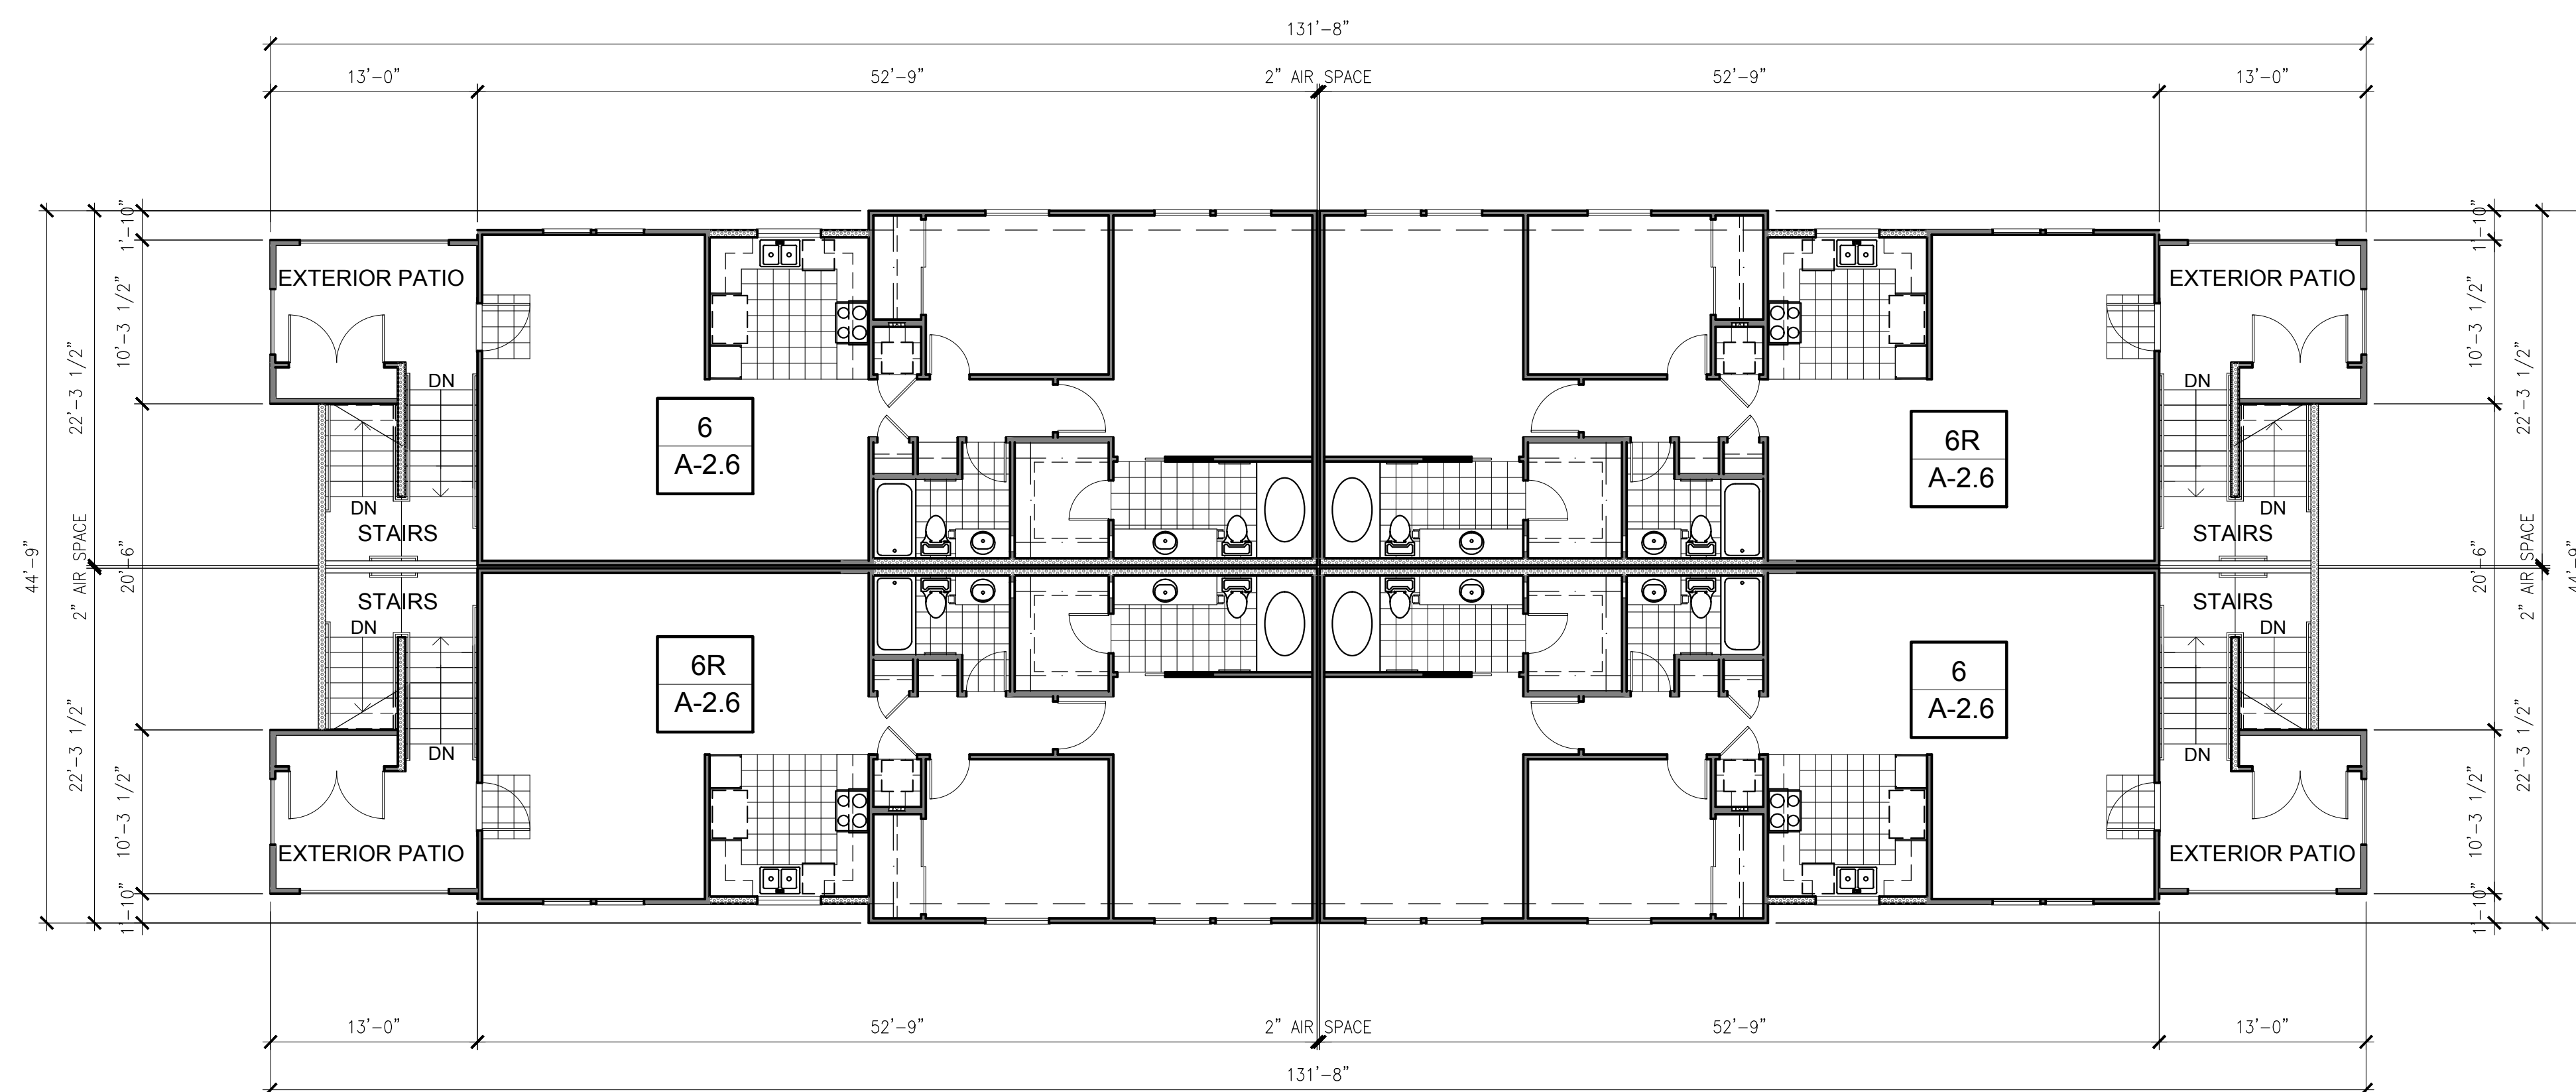 131'-8"
13'-0"
52'-9"
2" AIR SPACE
52'-9"
13'-0"
1'-10"
1'-10"
EXTERIOR PATIO
EXTERIOR PATIO
10'-3 1/2"
10'-3 1/2"
22'-3 1/2"
22'-3 1/2"
DN
DN
6
A-2.6
6R
A-2.6
DN
DN
STAIRS
STAIRS
44'-9"
2" AIR SPACE
20'-6"
20'-6"
2" AIR SPACE
44'-9"
STAIRS
STAIRS
DN
DN
6R
A-2.6
6
A-2.6
DN
DN
22'-3 1/2"
22'-3 1/2"
10'-3 1/2"
10'-3 1/2"
EXTERIOR PATIO
EXTERIOR PATIO
1'-10"
1'-10"
13'-0"
52'-9"
2" AIR SPACE
52'-9"
13'-0"
131'-8"